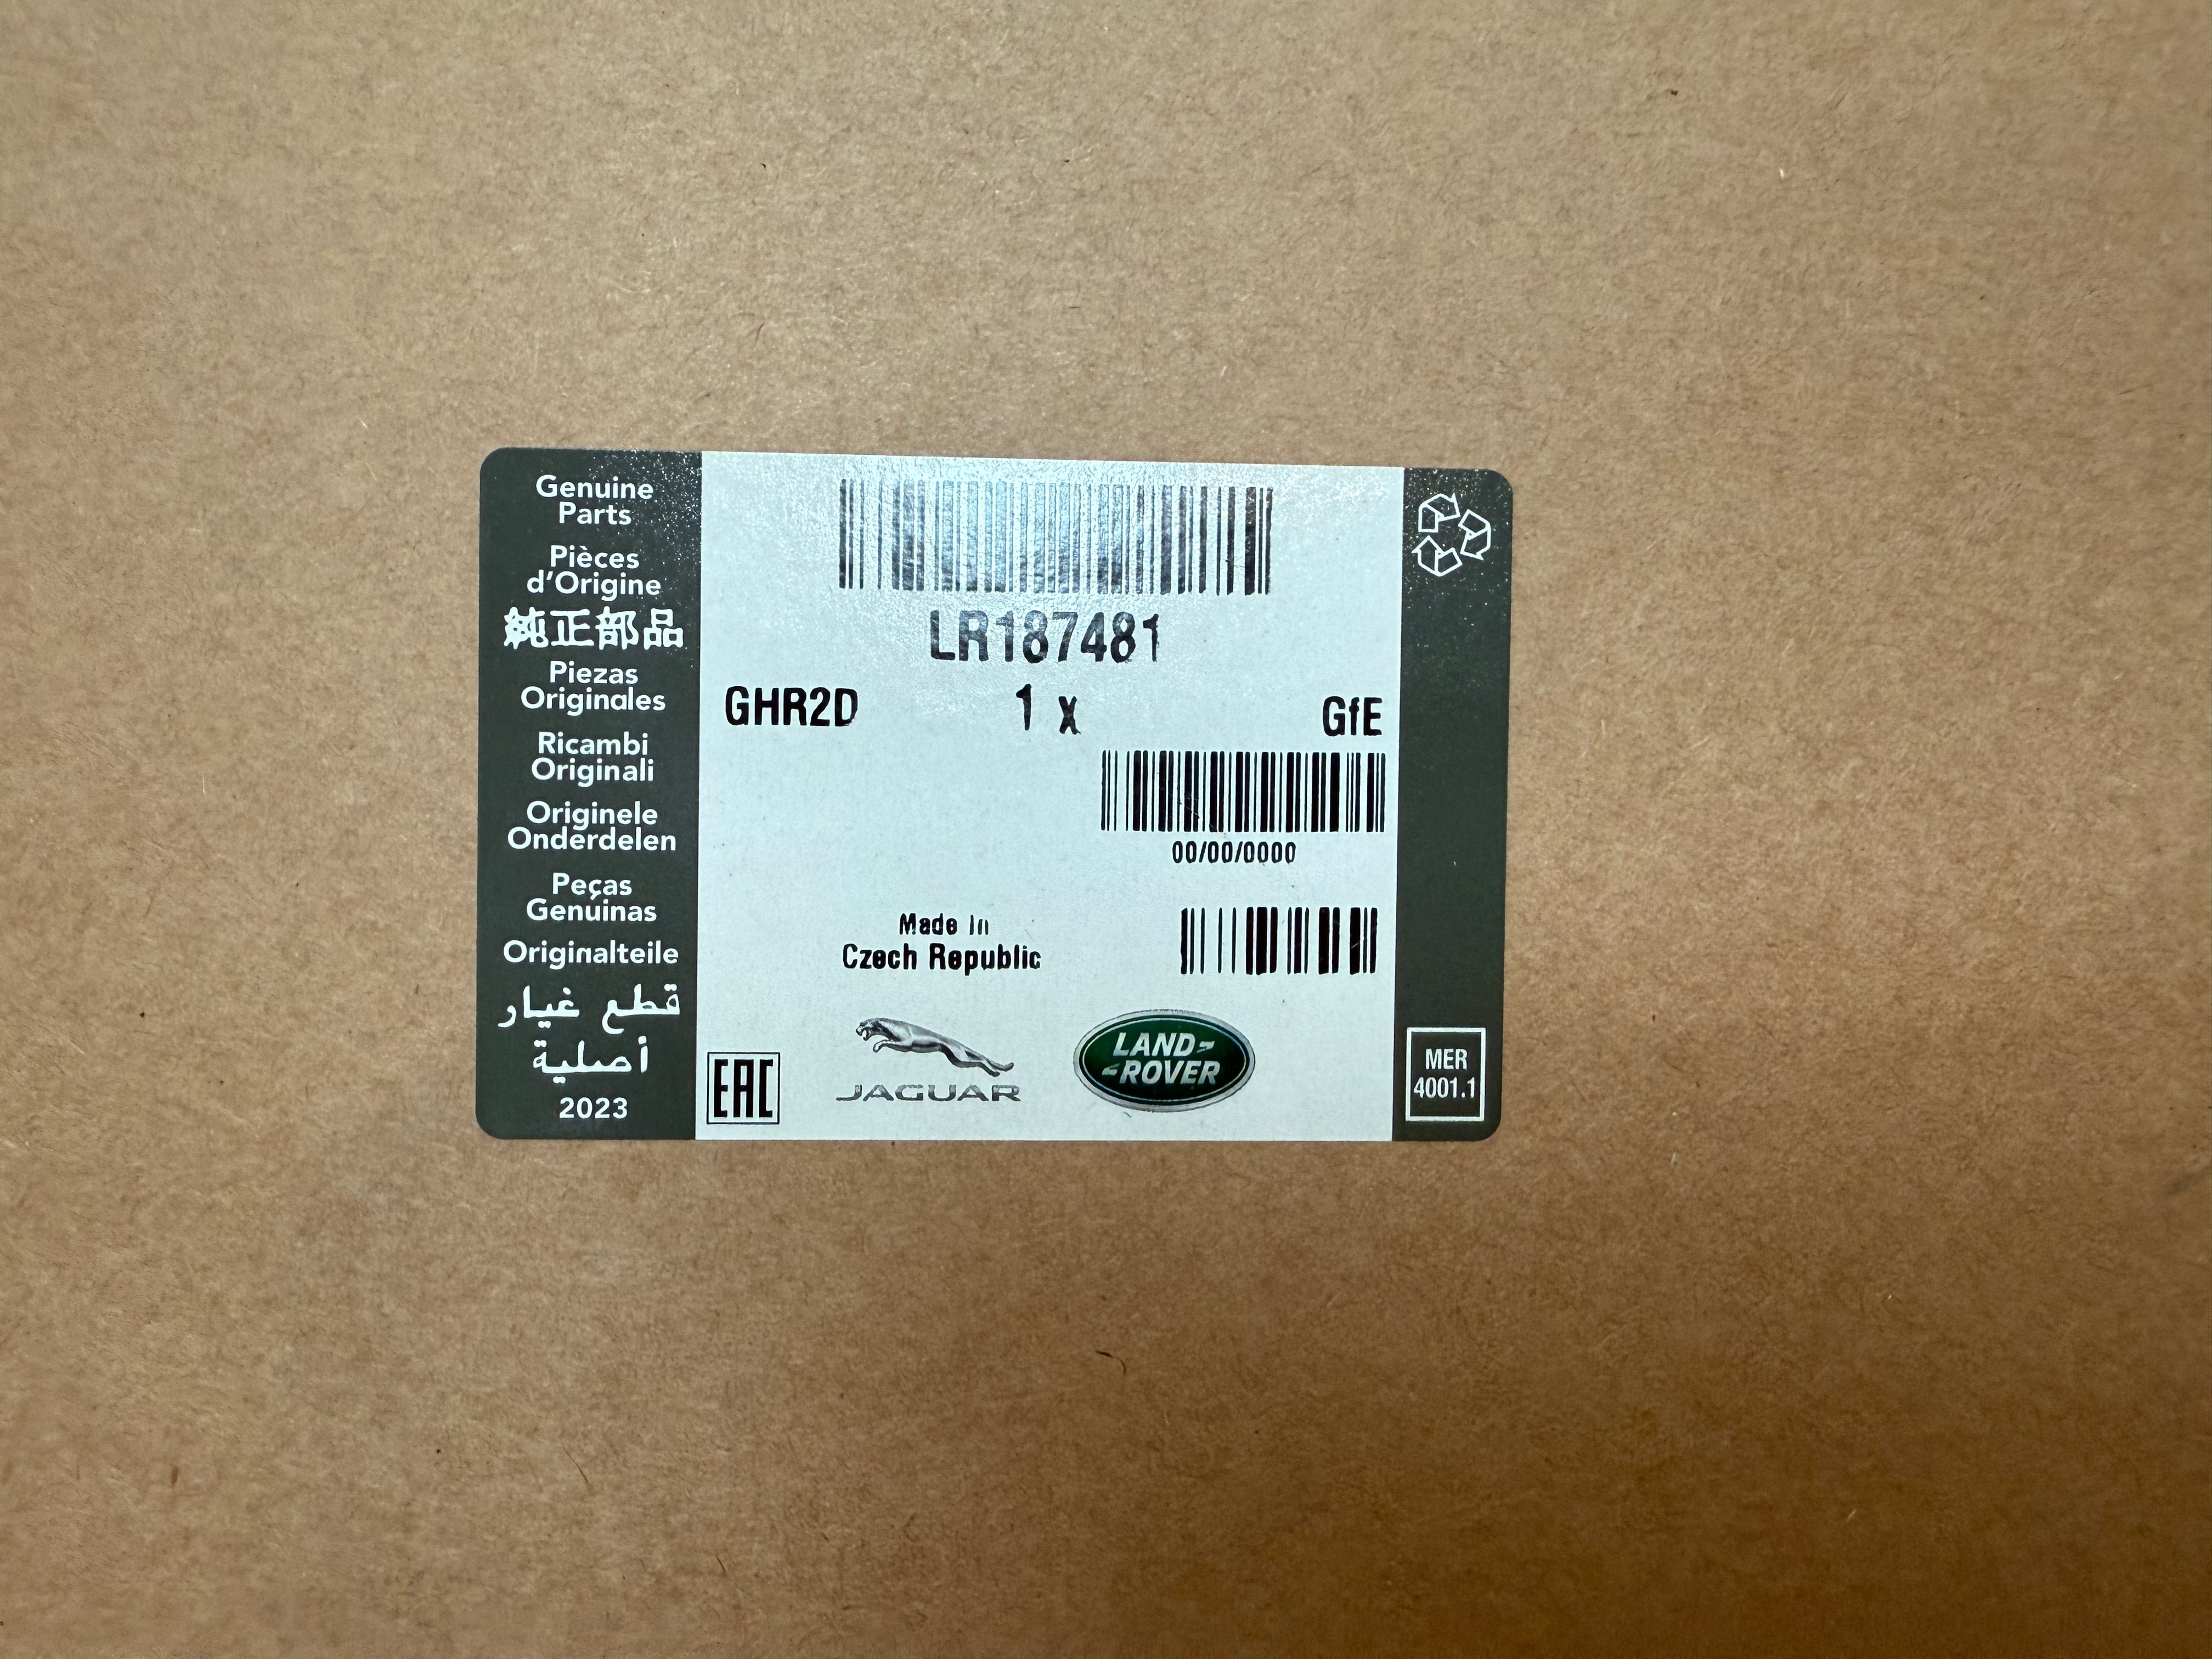 Genuine
Parts
Pièces
d'Origine
純正部品
Piezas
Originales
Ricambi
Originali
Originele
Onderdelen
Peças
Genuinas
Originalteile
قطع غيار
أصلية
2023
LR187481
GHR2D 1 x GfE
00/00/0000
Made In
Czech Republic
EAC
JAGUAR
LAND-
-ROVER
MER
4001.1